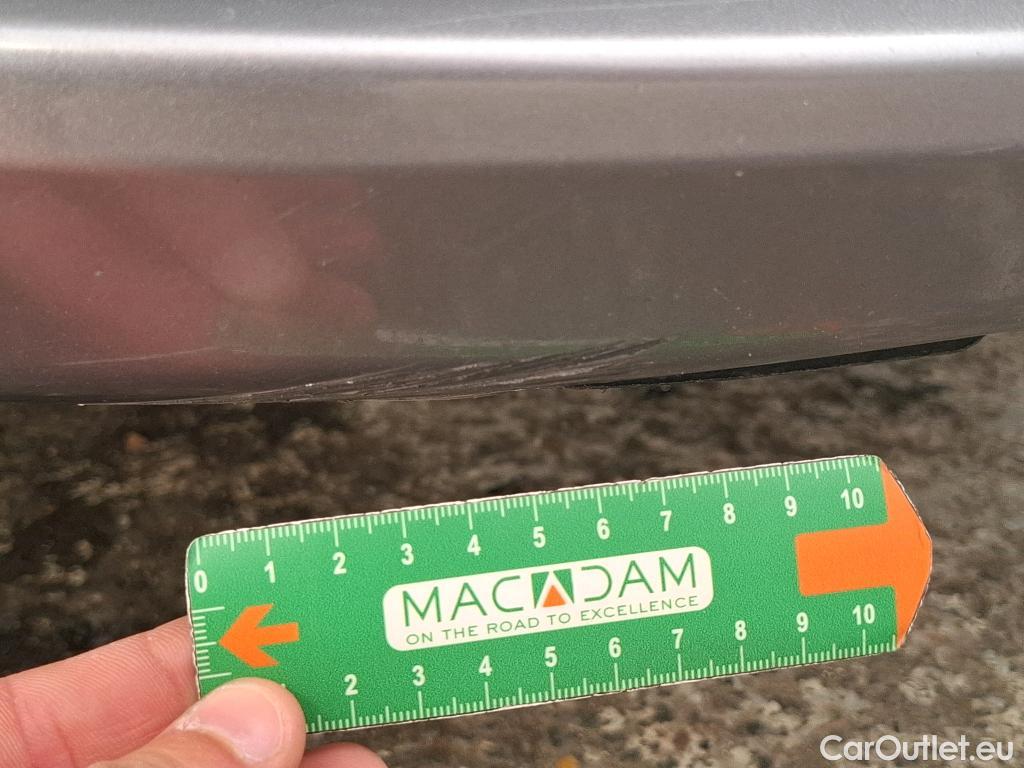 0 1 2 3 4 5 6 7 8 9 10
MACADAM
ON THE ROAD TO EXCELLENCE
2 3 4 5 6 7 8 9 10
CarOutlet.eu